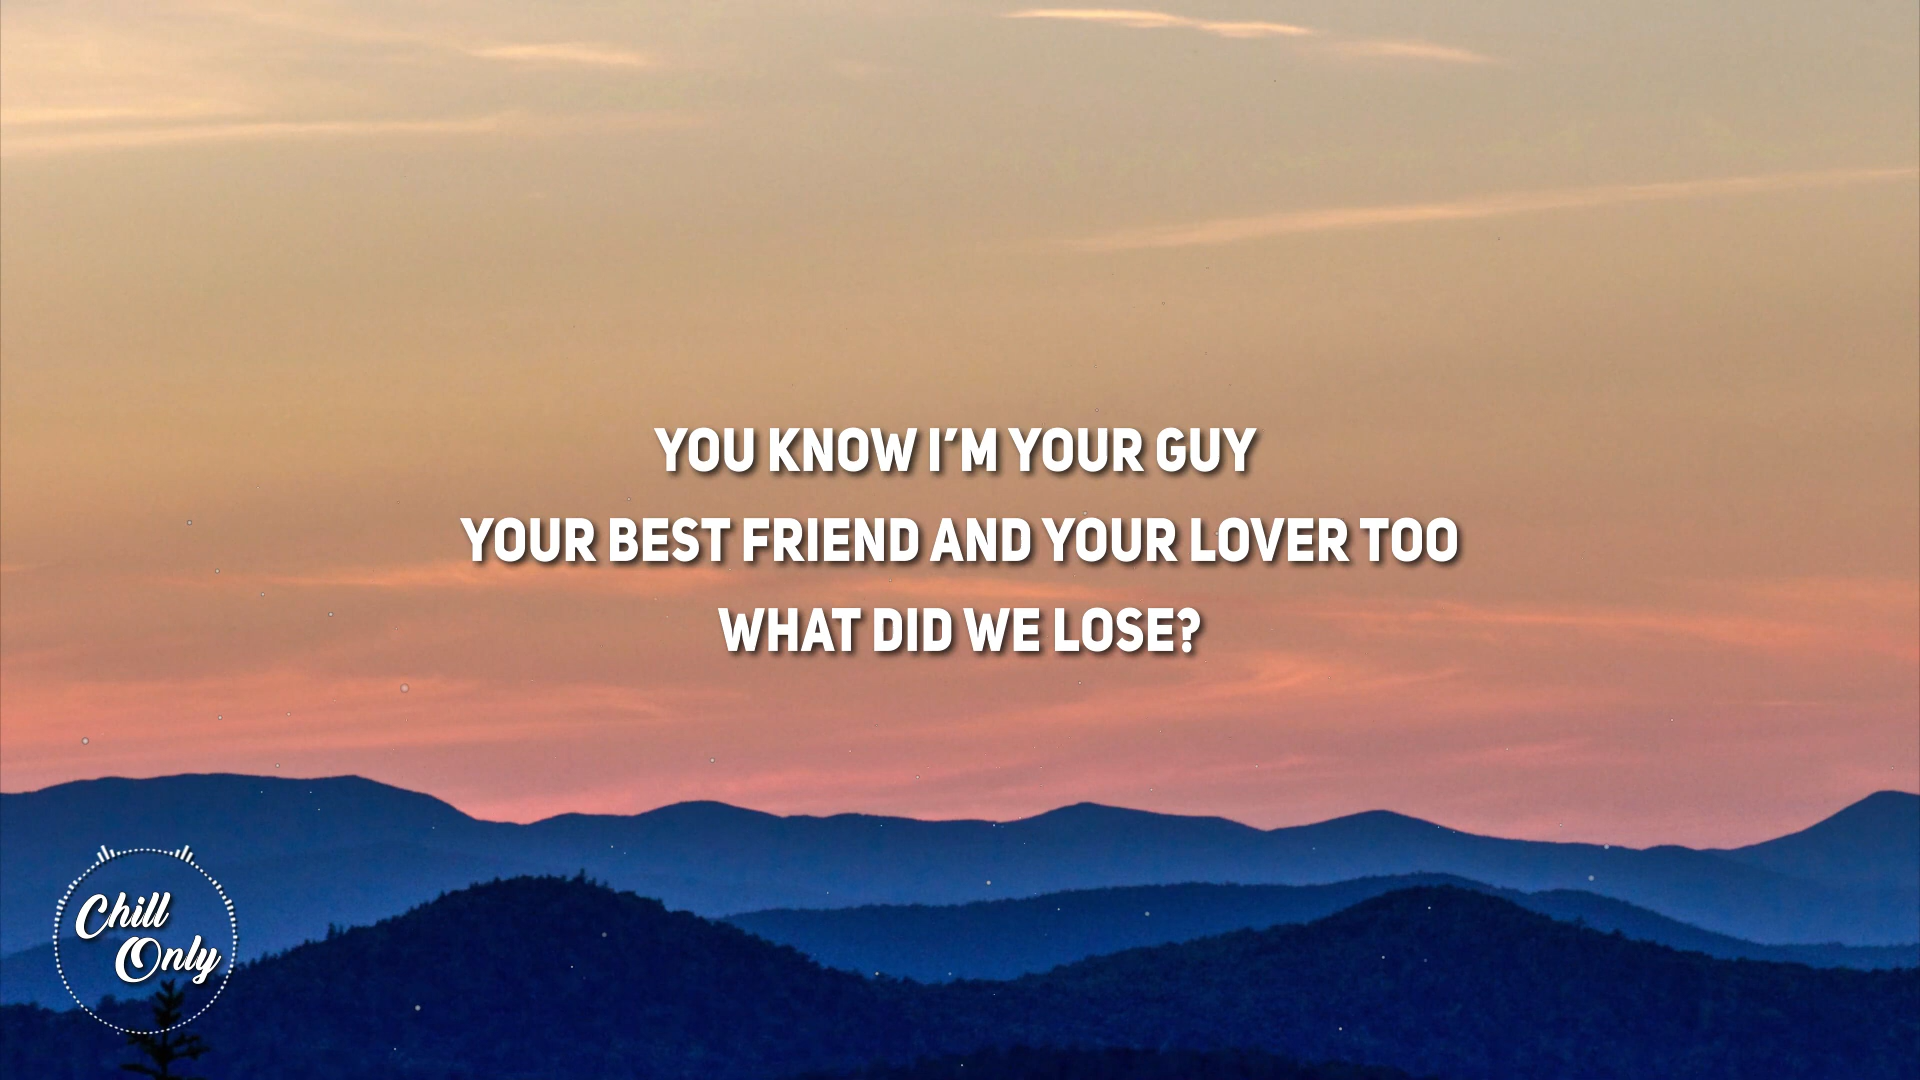 YOU KNOW I'M YOUR GUY
YOUR BEST FRIEND AND YOUR LOVER TOO
WHAT DID WE LOSE?
Chill
Only